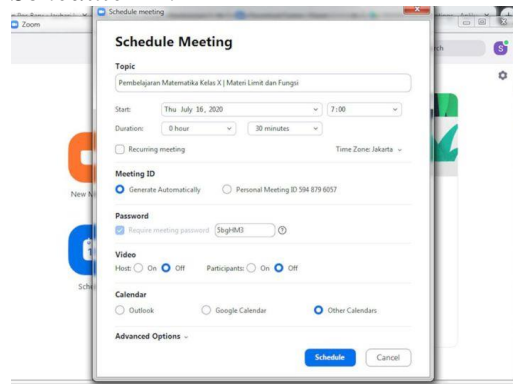 Schedule meeting
Zoom
Schedule Meeting
Topic
Pembelajaran Matematika Kelas X | Materi Limit dan Fungsi
Start: Thu July 16, 2020 7:00
Duration: 0 hour 30 minutes
Recurring meeting Time Zone: Jakarta
Meeting ID
Generate Automatically Personal Meeting ID 594 879 6057
Password
Require meeting password 5bgHM3
Video
Host: On Off Participants: On Off
Calendar
Outlook Google Calendar Other Calendars
Advanced Options
Schedule Cancel
S